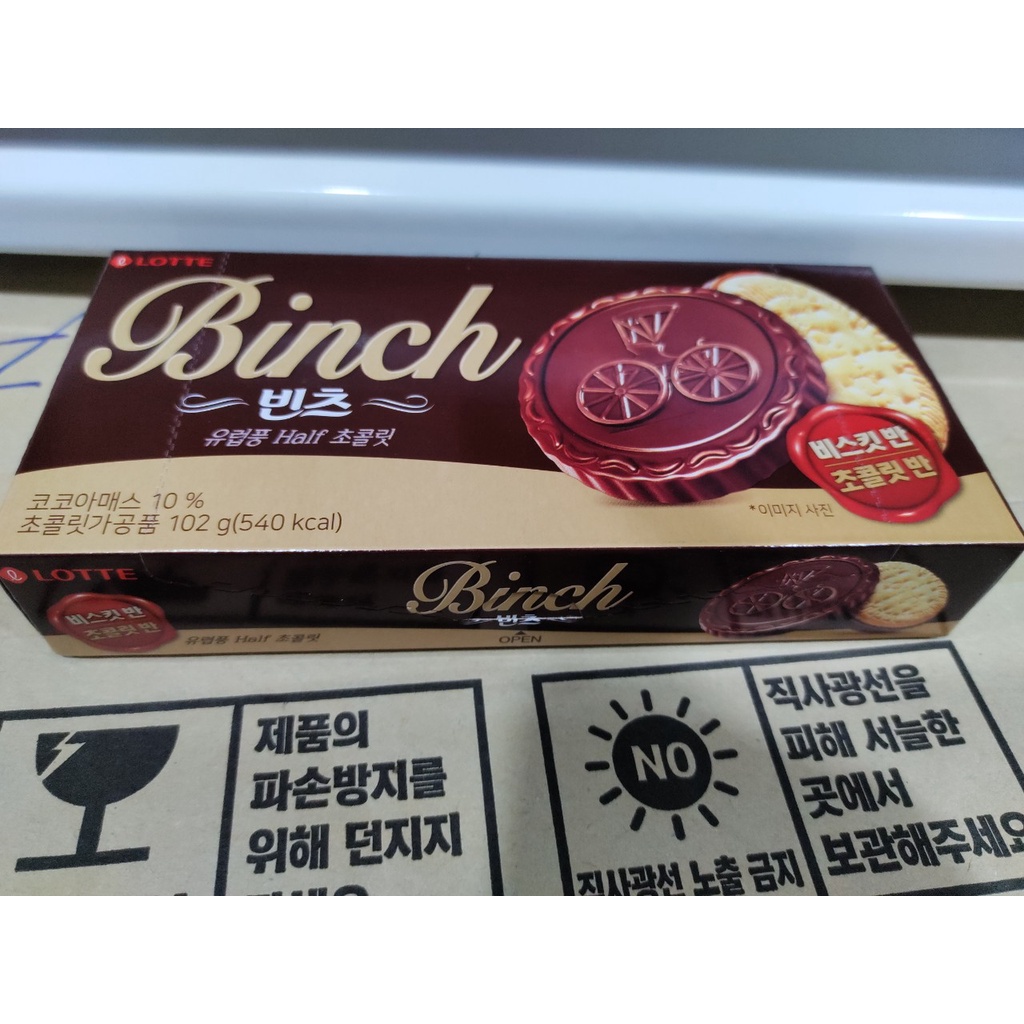 LOTTE
Binch
빈츠
유럽풍 Half 초콜릿
코코아매스 10 %
초콜릿가공품 102 g(540 kcal)
비스킷 반
초콜릿 반
*이미지 사진
LOTTE
비스킷 반
초콜릿 반
유럽풍 Half 초콜릿
Binch
빈츠
OPEN
제품의
파손방지를
위해 던지지
NO
직사광선 노출 금지
직사광선을
피해 서늘한
곳에서
보관해주세요